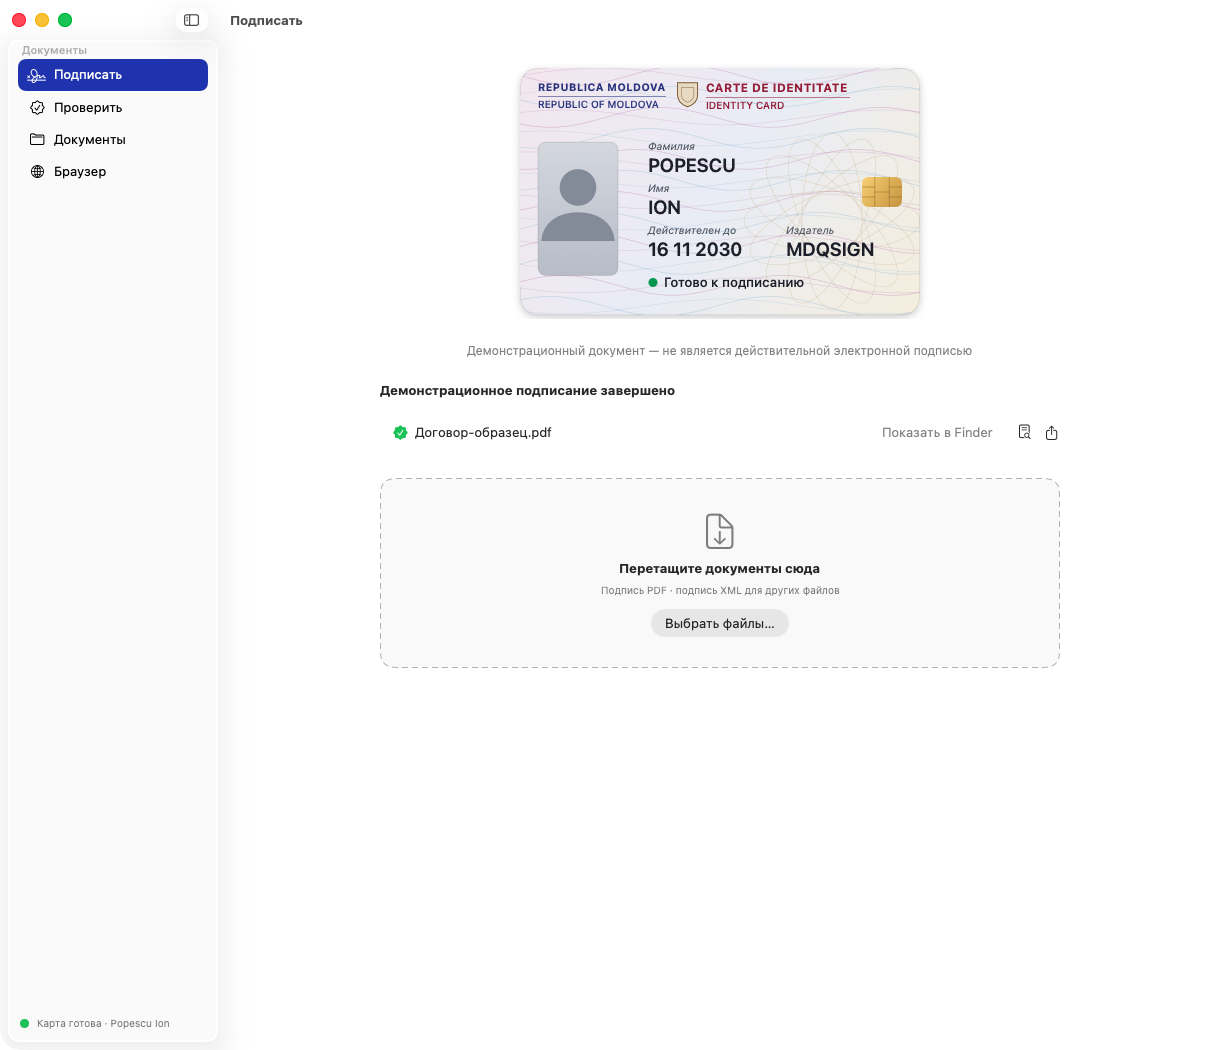 Подписать
Документы
Подписать
Проверить
Документы
Браузер
REPUBLICA MOLDOVA
REPUBLIC OF MOLDOVA
CARTE DE IDENTITATE
IDENTITY CARD
Фамилия
POPESCU
Имя
ION
Действителен до
Издатель
16 11 2030
MDQSIGN
Готово к подписанию
Демонстрационный документ — не является действительной электронной подписью
Демонстрационное подписание завершено
Договор-образец.pdf
Показать в Finder
Перетащите документы сюда
Подпись PDF · подпись XML для других файлов
Выбрать файлы…
Карта готова · Popescu Ion